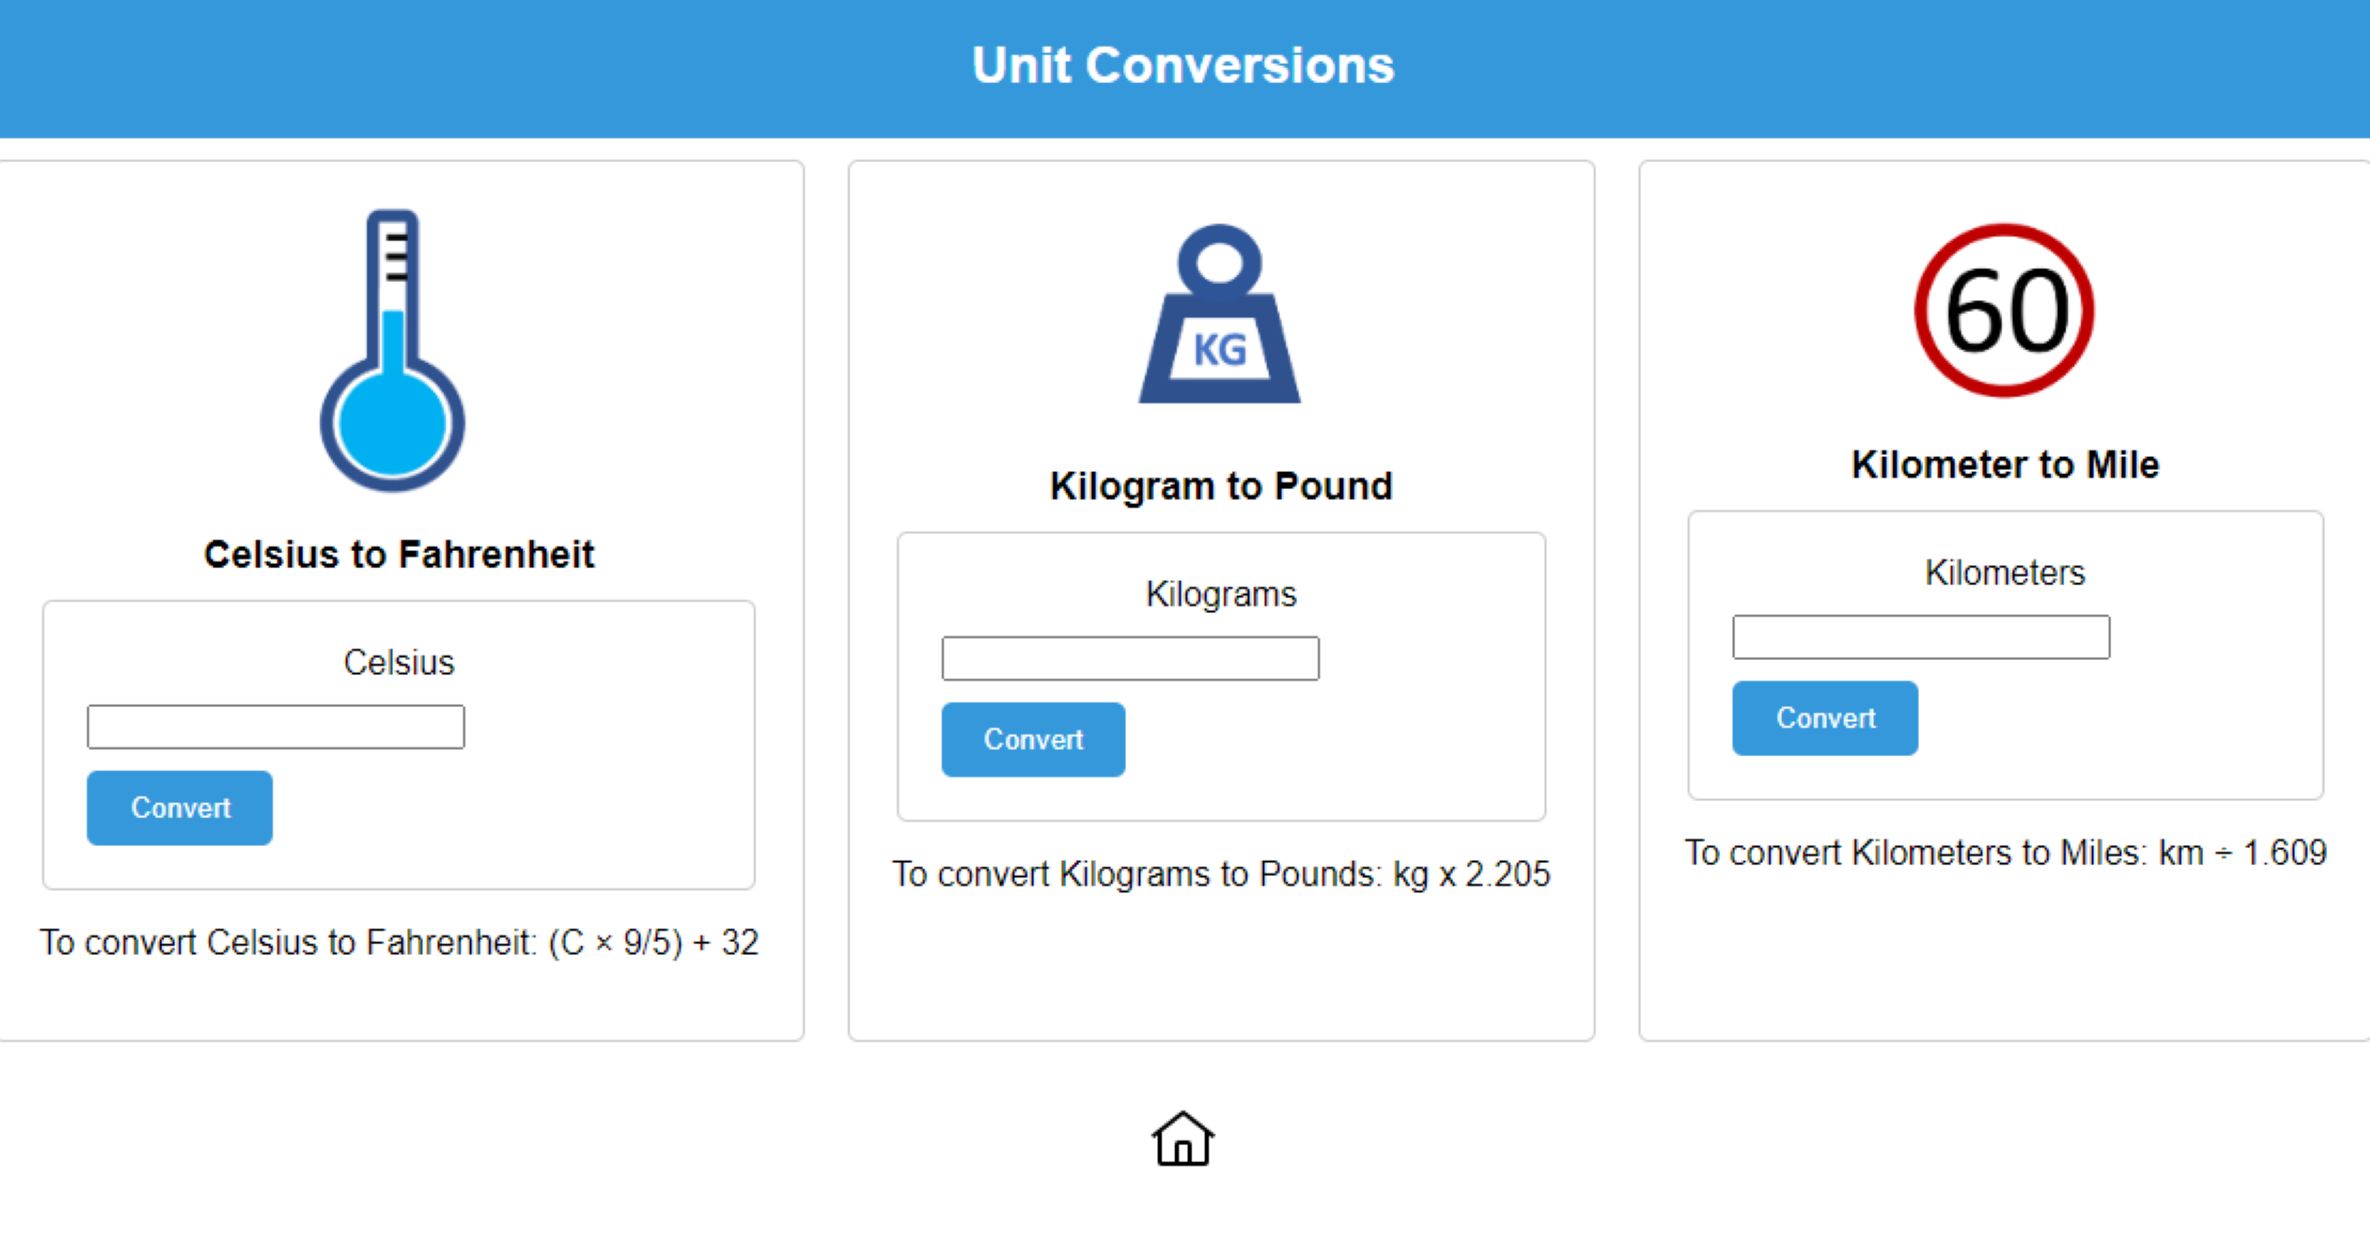 Unit Conversions
Celsius to Fahrenheit
Celsius
Convert
To convert Celsius to Fahrenheit: (C × 9/5) + 32
KG
Kilogram to Pound
Kilograms
Convert
To convert Kilograms to Pounds: kg x 2.205
60
Kilometer to Mile
Kilometers
Convert
To convert Kilometers to Miles: km ÷ 1.609